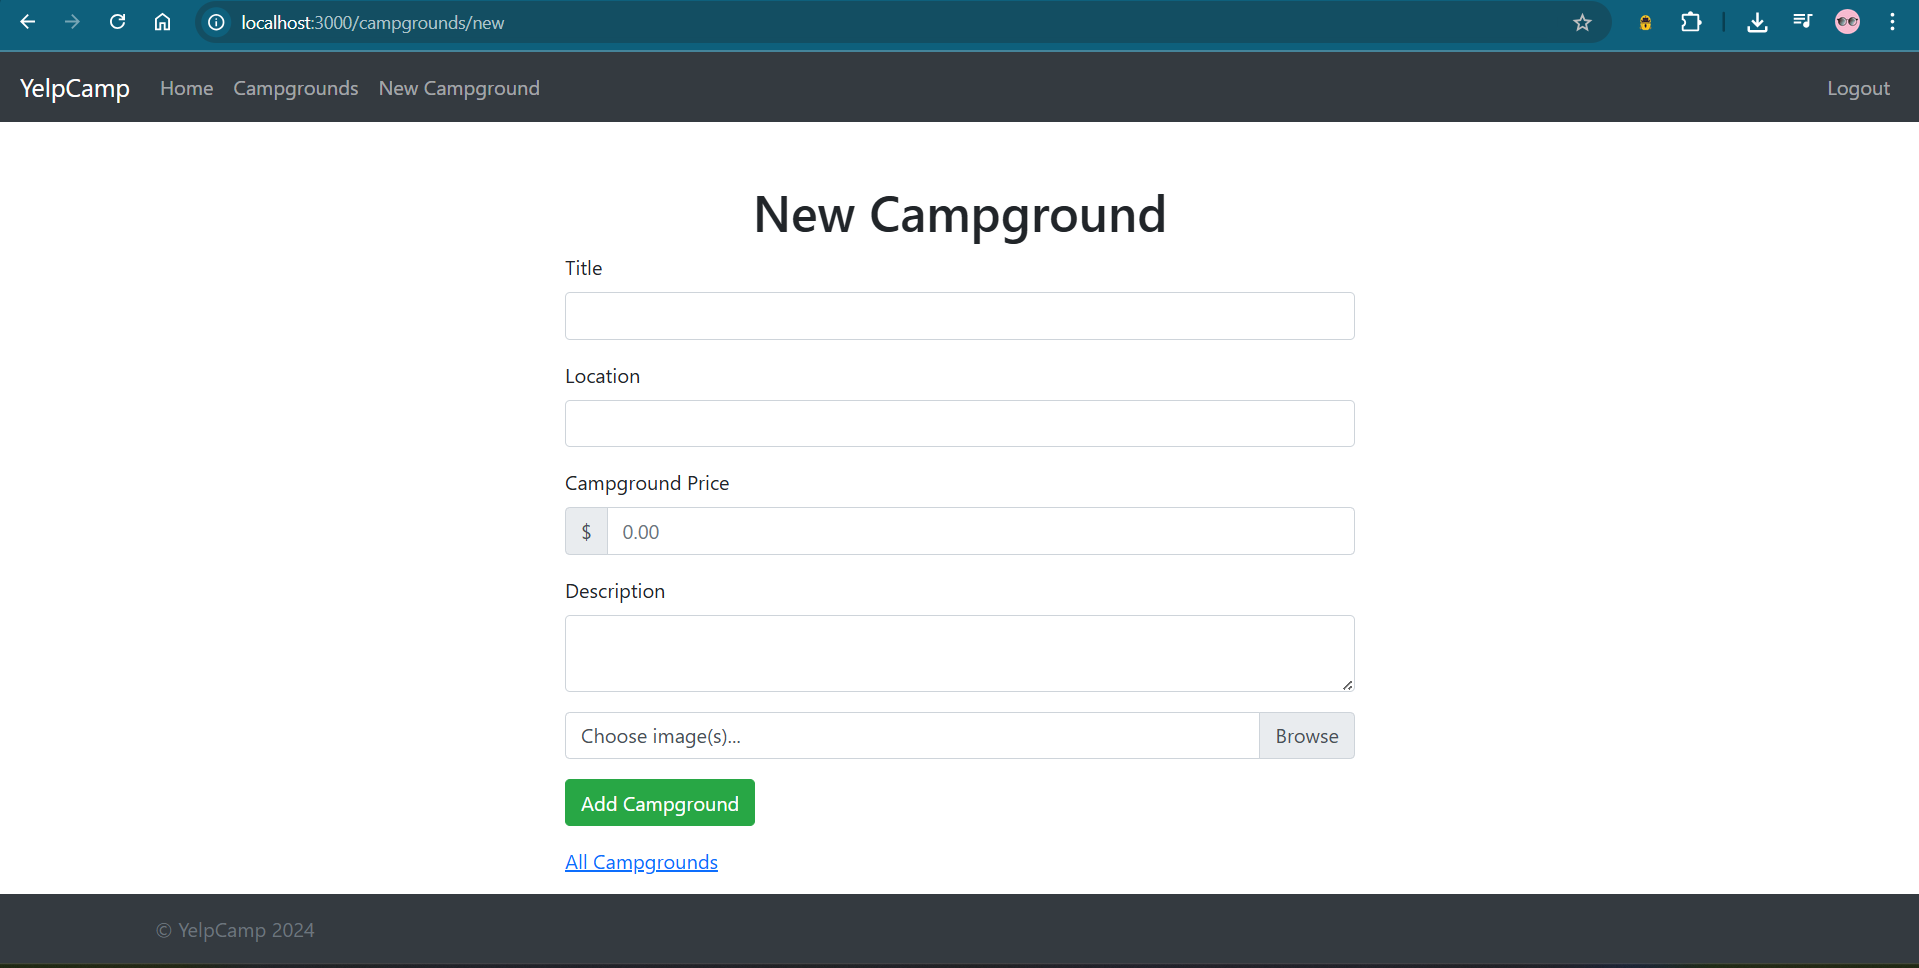 localhost:3000/campgrounds/new
YelpCamp Home Campgrounds New Campground Logout
New Campground
Title
Location
Campground Price
$ 0.00
Description
Choose image(s)... Browse
Add Campground
All Campgrounds
© YelpCamp 2024